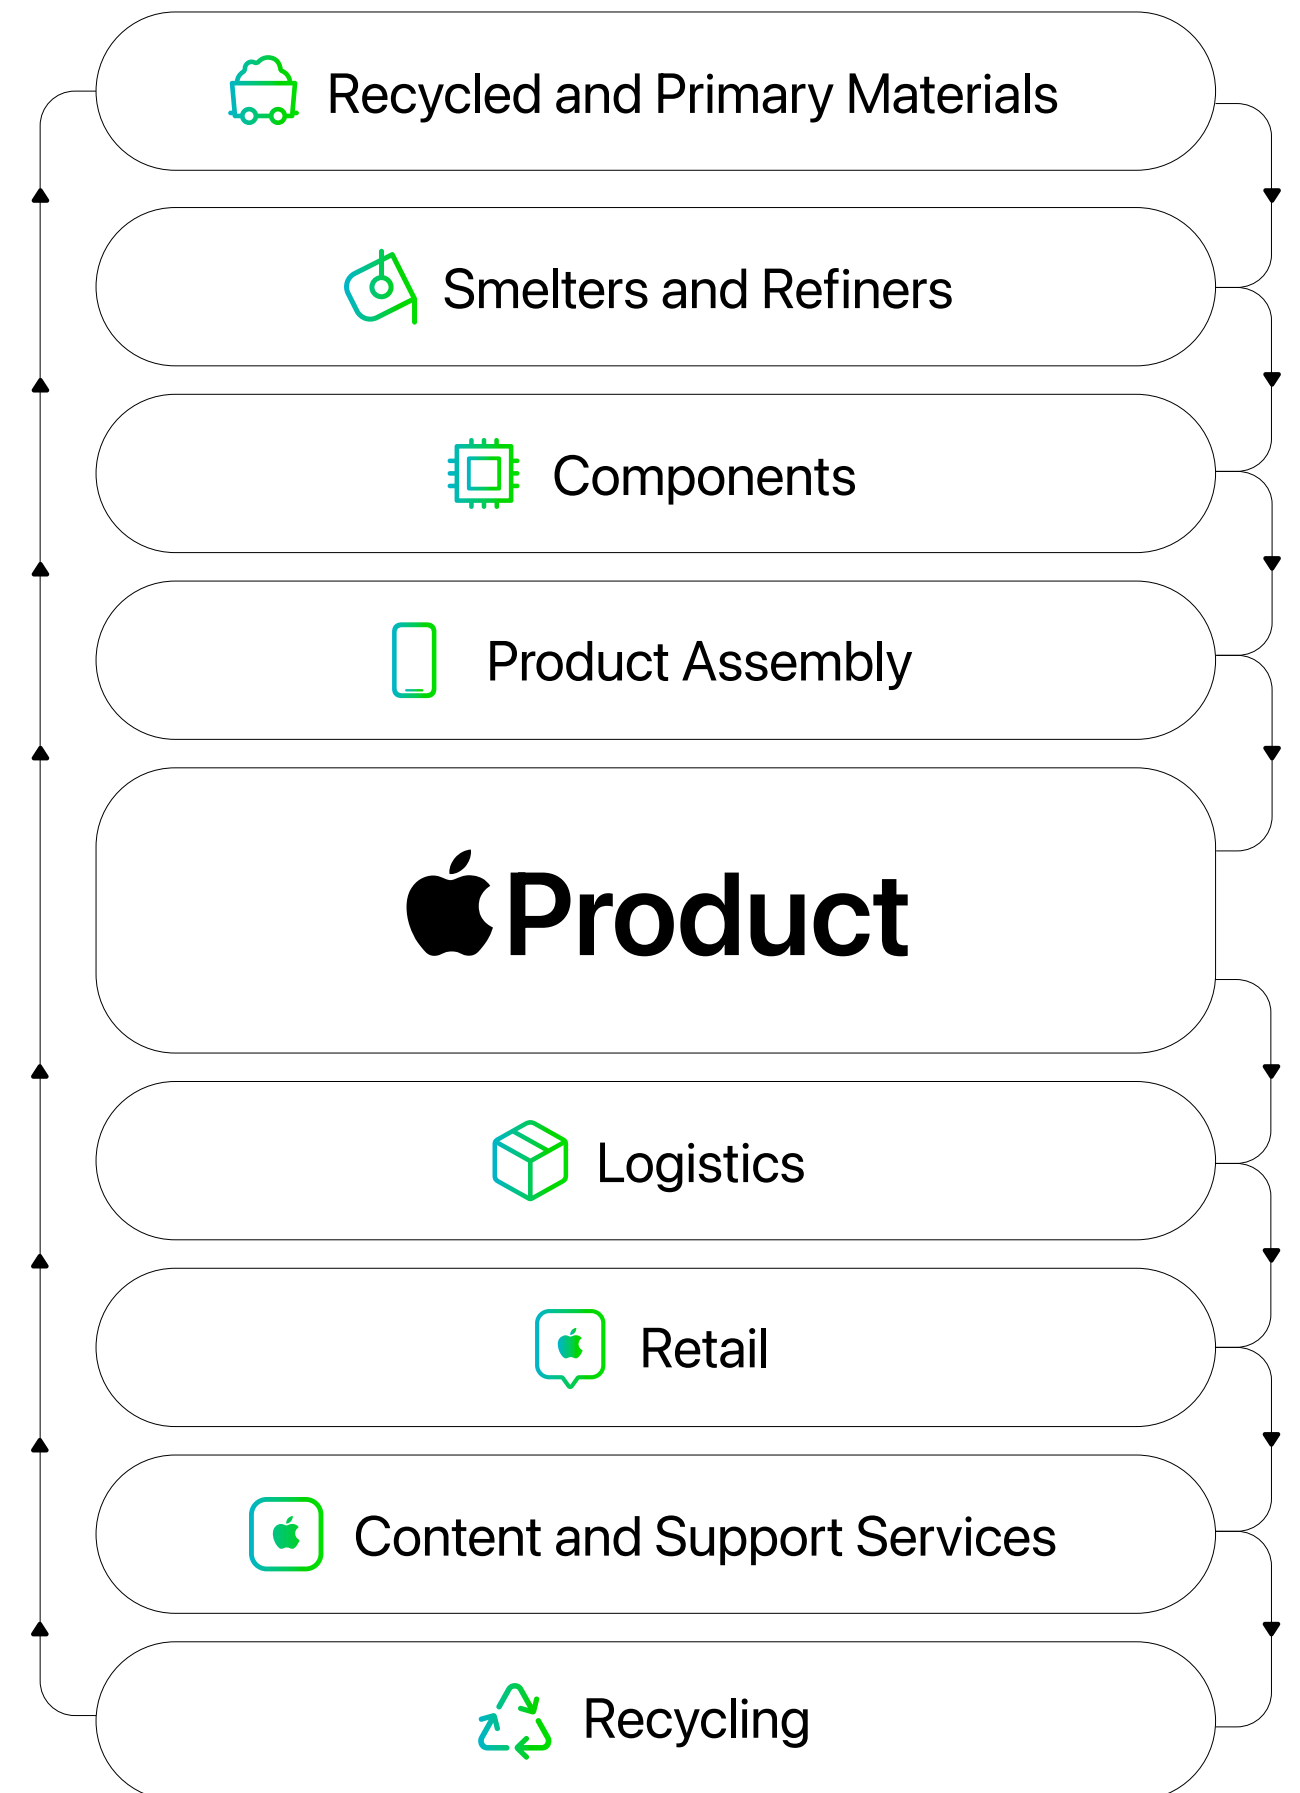 Recycled and Primary Materials
Smelters and Refiners
Components
Product Assembly
Product
Logistics
Retail
Content and Support Services
Recycling